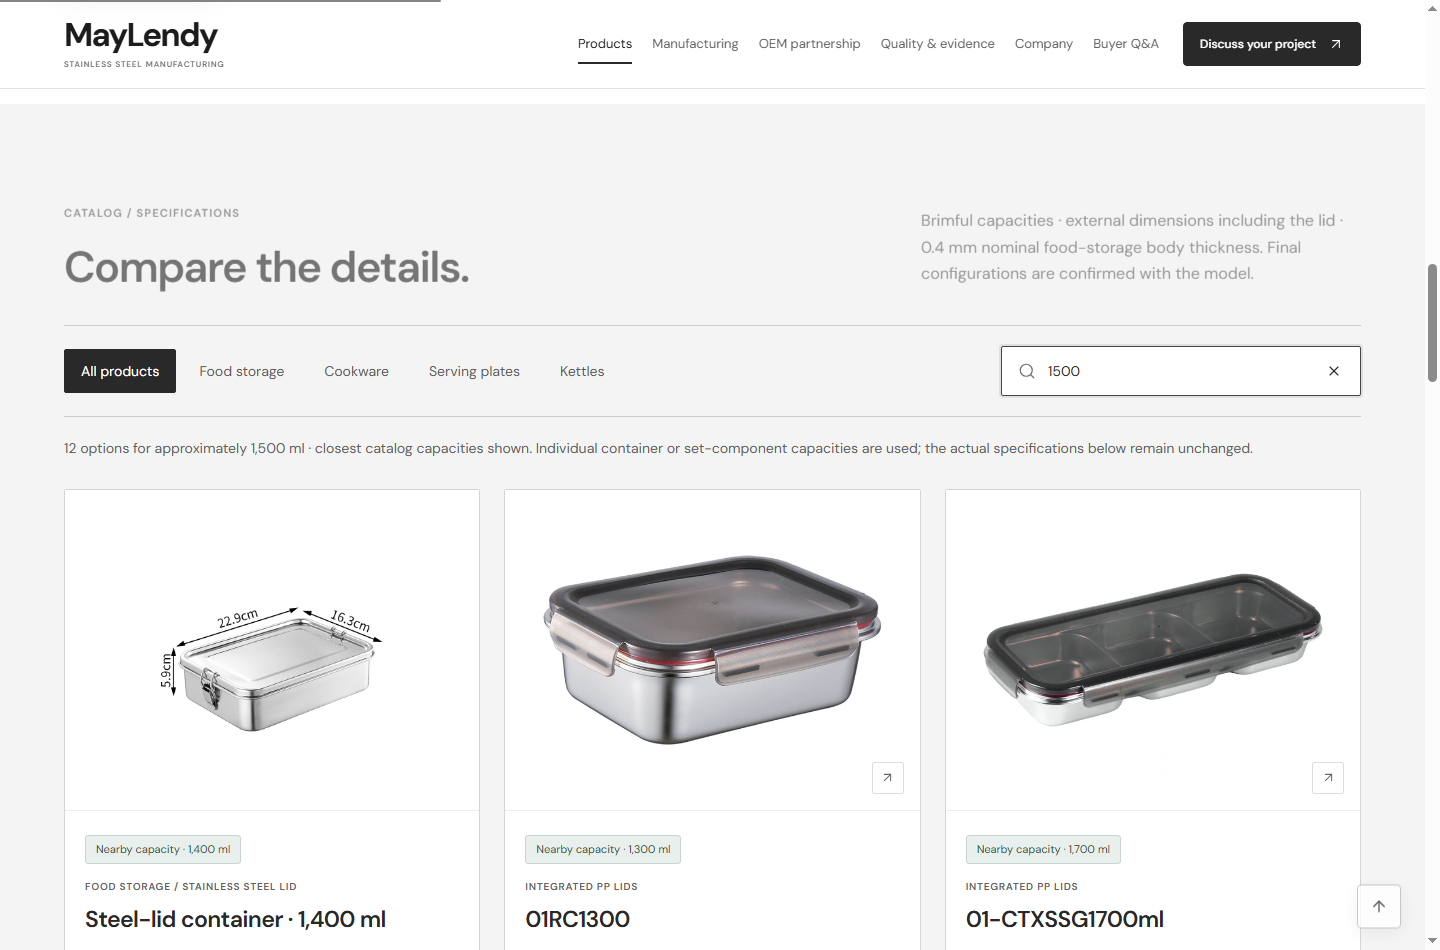 MayLendy
STAINLESS STEEL MANUFACTURING
Products
Manufacturing
OEM partnership
Quality & evidence
Company
Buyer Q&A
Discuss your project
CATALOG / SPECIFICATIONS
Compare the details.
Brimful capacities · external dimensions including the lid ·
0.4 mm nominal food-storage body thickness. Final
configurations are confirmed with the model.
All products
Food storage
Cookware
Serving plates
Kettles
1500
12 options for approximately 1,500 ml · closest catalog capacities shown. Individual container or set-component capacities are used; the actual specifications below remain unchanged.
22.9cm
16.3cm
5.9cm
Nearby capacity · 1,400 ml
FOOD STORAGE / STAINLESS STEEL LID
Steel-lid container · 1,400 ml
Nearby capacity · 1,300 ml
INTEGRATED PP LIDS
01RC1300
Nearby capacity · 1,700 ml
INTEGRATED PP LIDS
01-CTXSSG1700ml